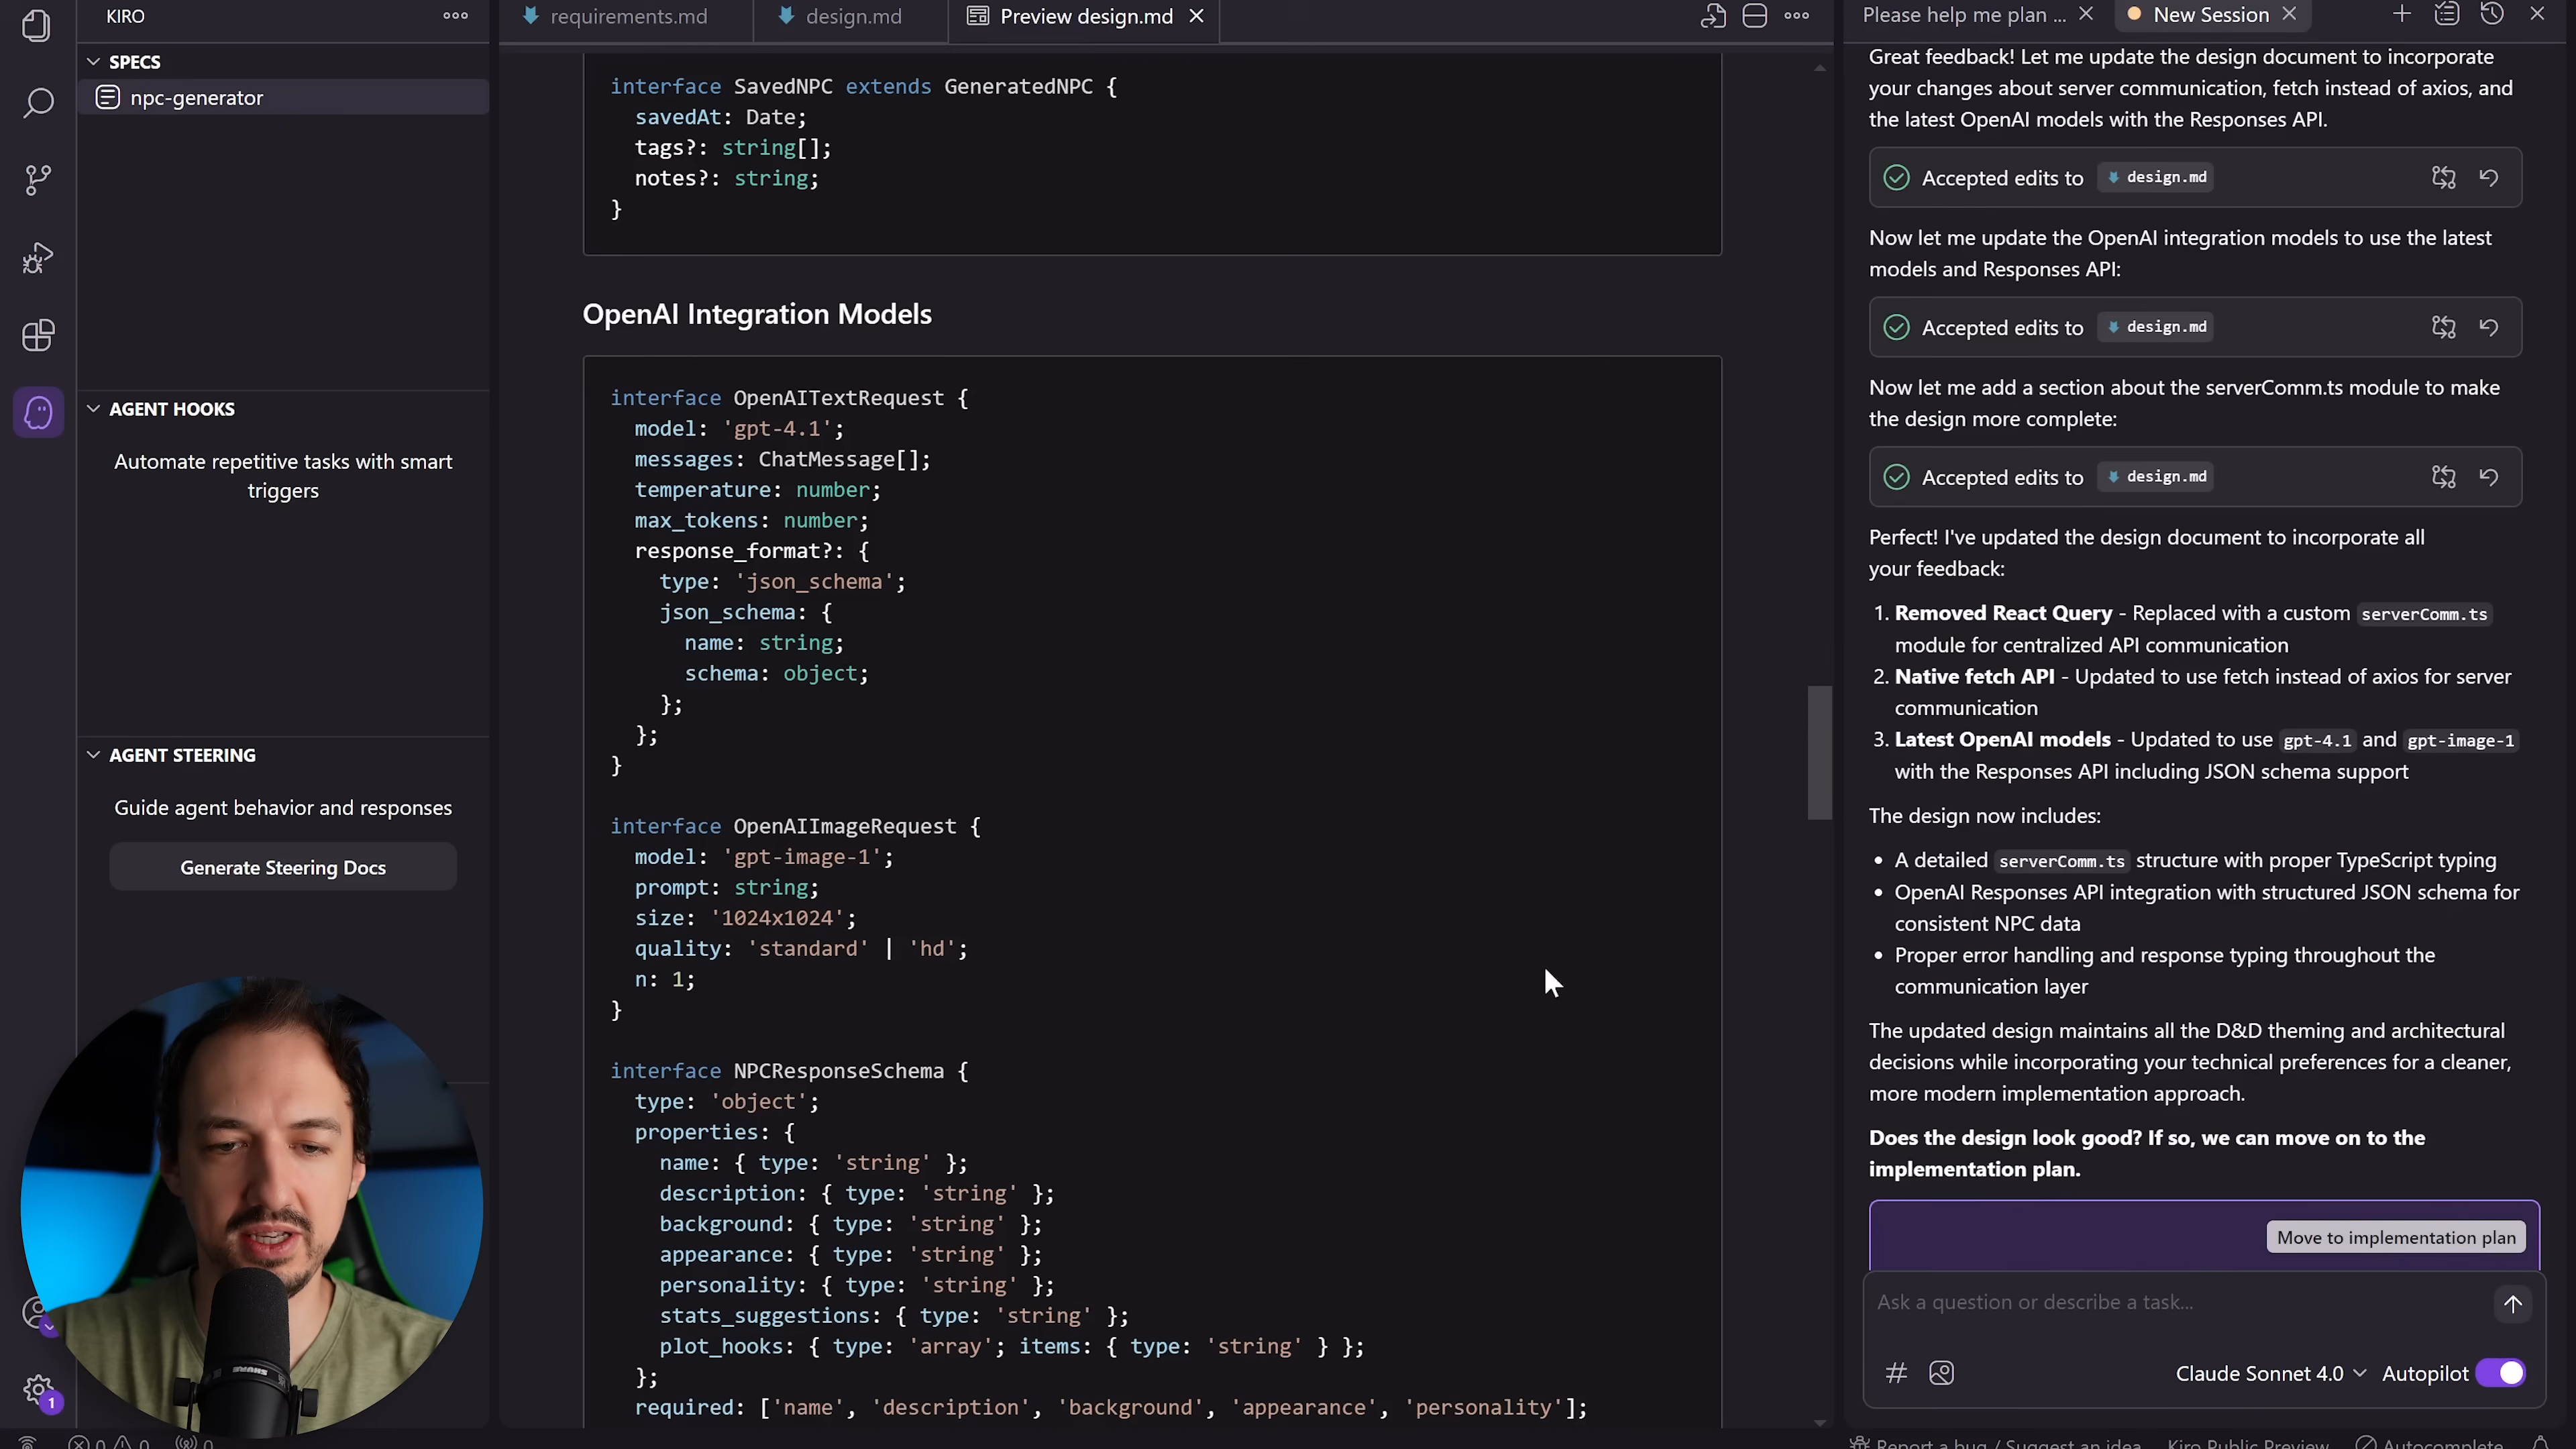 KIRO
SPECS
npc-generator
AGENT HOOKS
Automate repetitive tasks with smart
triggers
AGENT STEERING
Guide agent behavior and responses
Generate Steering Docs
1
requirements.md
design.md
Preview design.md
interface SavedNPC extends GeneratedNPC {
savedAt: Date;
tags?: string[];
notes?: string;
}
OpenAI Integration Models
interface OpenAITextRequest {
model: 'gpt-4.1';
messages: ChatMessage[];
temperature: number;
max_tokens: number;
response_format?: {
type: 'json_schema';
json_schema: {
name: string;
schema: object;
};
};
}
interface OpenAIImageRequest {
model: 'gpt-image-1';
prompt: string;
size: '1024x1024';
quality: 'standard' | 'hd';
n: 1;
}
interface NPCResponseSchema {
type: 'object';
properties: {
name: { type: 'string' };
description: { type: 'string' };
background: { type: 'string' };
appearance: { type: 'string' };
personality: { type: 'string' };
stats_suggestions: { type: 'string' };
plot_hooks: { type: 'array'; items: { type: 'string' } };
};
required: ['name', 'description', 'background', 'appearance', 'personality'];
Please help me plan ...
New Session
Great feedback! Let me update the design document to incorporate
your changes about server communication, fetch instead of axios, and
the latest OpenAI models with the Responses API.
Accepted edits to design.md
Now let me update the OpenAI integration models to use the latest
models and Responses API:
Accepted edits to design.md
Now let me add a section about the serverComm.ts module to make
the design more complete:
Accepted edits to design.md
Perfect! I've updated the design document to incorporate all
your feedback:
1. Removed React Query - Replaced with a custom serverComm.ts
module for centralized API communication
2. Native fetch API - Updated to use fetch instead of axios for server
communication
3. Latest OpenAI models - Updated to use gpt-4.1 and gpt-image-1
with the Responses API including JSON schema support
The design now includes:
• A detailed serverComm.ts structure with proper TypeScript typing
• OpenAI Responses API integration with structured JSON schema for
consistent NPC data
• Proper error handling and response typing throughout the
communication layer
The updated design maintains all the D&D theming and architectural
decisions while incorporating your technical preferences for a cleaner,
more modern implementation approach.
Does the design look good? If so, we can move on to the
implementation plan.
Move to implementation plan
Ask a question or describe a task...
Claude Sonnet 4.0
Autopilot
0 0 0
Report a bug / Suggest an idea
Kiro Public Preview
Autocomplete
SHURE